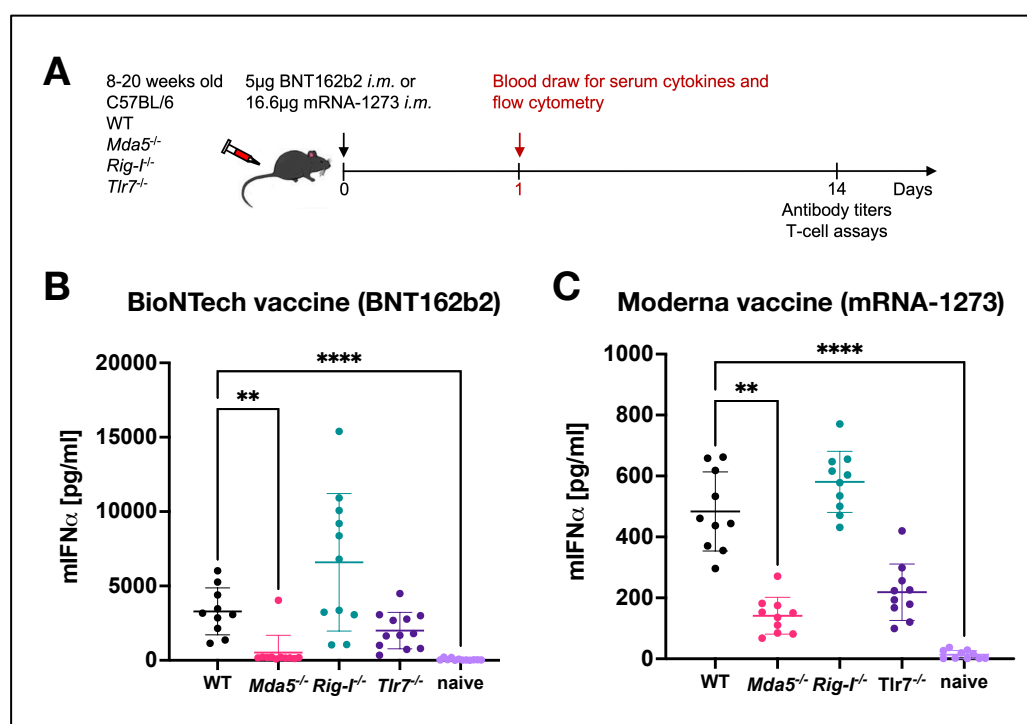 A
8-20 weeks old
C57BL/6
WT
Mda5-/-
Rig-I-/-
Tlr7-/-
5µg BNT162b2 i.m. or
16.6µg mRNA-1273 i.m.
Blood draw for serum cytokines and
flow cytometry
0
1
14
Days
Antibody titers
T-cell assays
B
BioNTech vaccine (BNT162b2)
mIFNα [pg/ml]
20000
15000
10000
5000
0
****
**
WT
Mda5-/-
Rig-I-/-
Tlr7-/-
naive
C
Moderna vaccine (mRNA-1273)
mIFNα [pg/ml]
1000
800
600
400
200
0
****
**
WT
Mda5-/-
Rig-I-/-
Tlr7-/-
naive